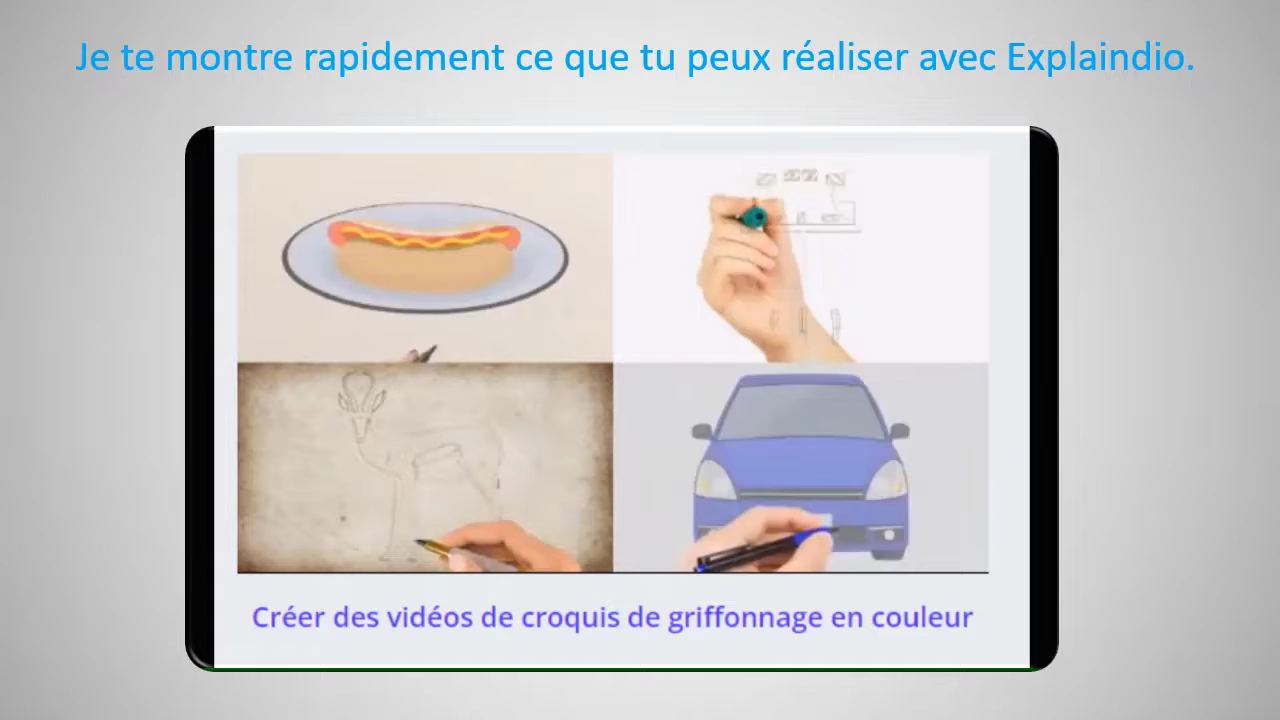 Je te montre rapidement ce que tu peux réaliser avec Explaindio.
Créer des vidéos de croquis de griffonnage en couleur